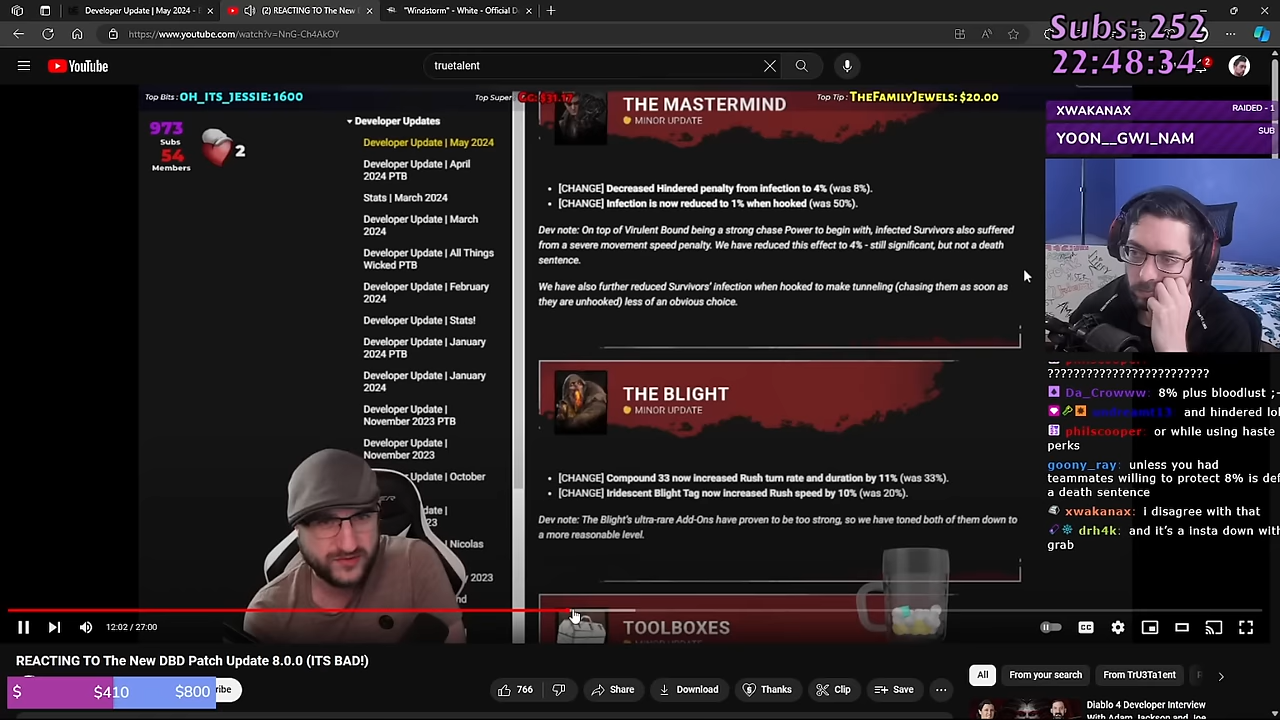 Developer Update | May 2024 -
(2) REACTING TO The New
"Windstorm" - White - Official D
https://www.youtube.com/watch?v=NnG-Ch4AkOY
Subs: 252
22:48:34
YouTube
truetalent
2
Top Bits: OH_ITS_JESSIE: 1600
Top Super
Top Tip: THEFAMILYJEWELS: $20.00
973
Subs
54
Members
2
Developer Updates
Developer Update | May 2024
Developer Update | April
2024 PTB
Stats | March 2024
Developer Update | March
2024
Developer Update | All Things
Wicked PTB
Developer Update | February
2024
Developer Update | Stats!
Developer Update | January
2024 PTB
Developer Update | January
2024
Developer Update |
November 2023 PTB
Developer Update |
November 2023
Update | October
Nicolas
2023
THE MASTERMIND
MINOR UPDATE
• [CHANGE] Decreased Hindered penalty from infection to 4% (was 8%).
• [CHANGE] Infection is now reduced to 1% when hooked (was 50%).
Dev note: On top of Virulent Bound being a strong chase Power to begin with, infected Survivors also suffered
from a severe movement speed penalty. We have reduced this effect to 4% - still significant, but not a death
sentence.
We have also further reduced Survivors' infection when hooked to make tunneling (chasing them as soon as
they are unhooked) less of an obvious choice.
THE BLIGHT
MINOR UPDATE
• [CHANGE] Compound 33 now increased Rush turn rate and duration by 11% (was 33%).
• [CHANGE] Iridescent Blight Tag now increased Rush speed by 10% (was 20%).
Dev note: The Blight's ultra-rare Add-Ons have proven to be too strong, so we have toned both of them down to
a more reasonable level.
TOOLBOXES
XWAKANAX RAIDED - 1
YOON__GWI_NAM SUB
philscooper:
?????????????????????????
Da_Crowww: 8% plus bloodlust ;-
and hindered lol
philscooper: or while using haste
perks
goony_ray: unless you had
teammates willing to protect 8% is def
a death sentence
xwakanax: i disagree with that
drh4k: and it's a insta down with
grab
12:02 / 27:00
CC
REACTING TO The New DBD Patch Update 8.0.0 (ITS BAD!)
$ $410 $800
766
Share
Download
Thanks
Clip
Save
All
From your search
From TrU3Ta1ent
Diablo 4 Developer Interview
With Adam Jackson and Joe